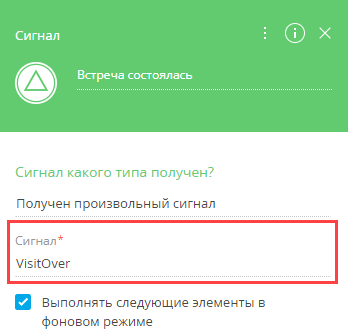 Сигнал
Встреча состоялась
Сигнал какого типа получен?
Получен произвольный сигнал
Сигнал*
VisitOver
Выполнять следующие элементы в
фоновом режиме